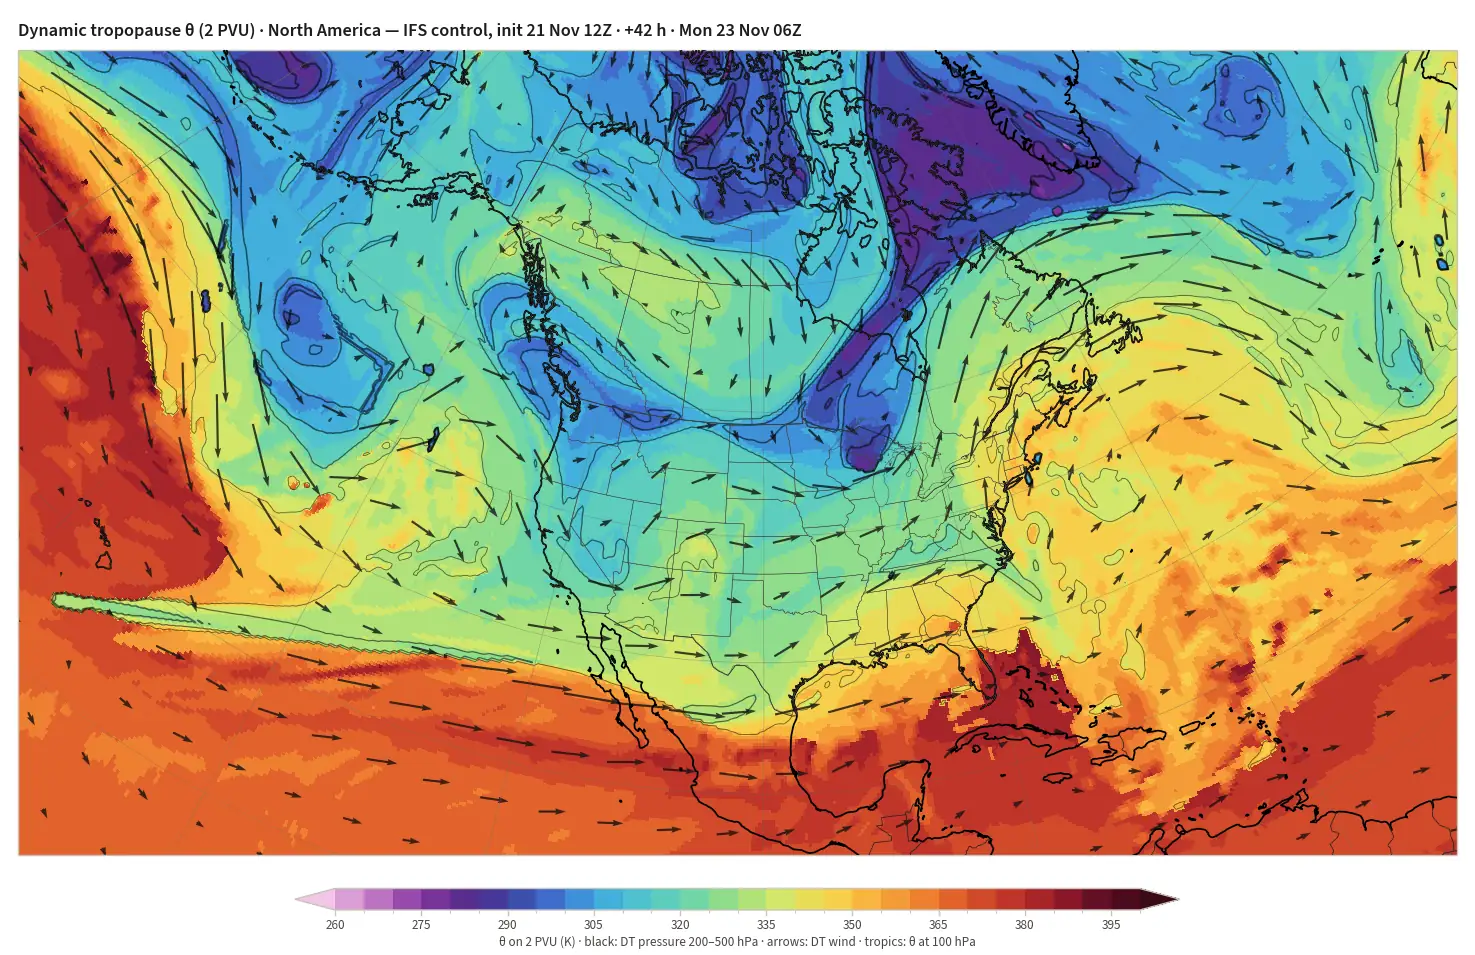 Dynamic tropopause θ (2 PVU) · North America — IFS control, init 21 Nov 12Z · +42 h · Mon 23 Nov 06Z
260 275 290 305 320 335 350 365 380 395
θ on 2 PVU (K) · black: DT pressure 200–500 hPa · arrows: DT wind · tropics: θ at 100 hPa